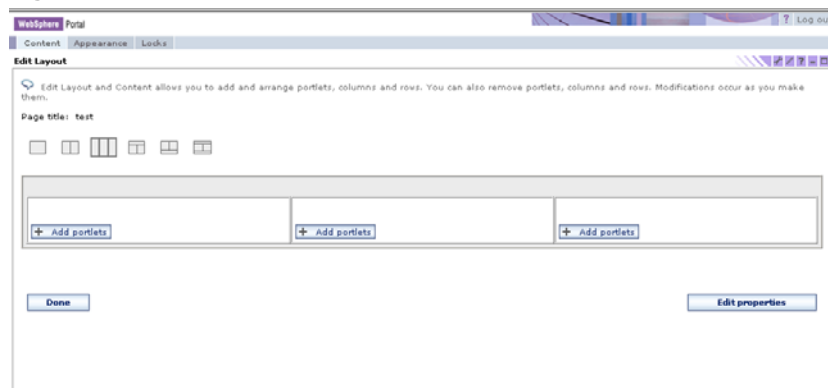 WebSphere Portal
? Log ou
Content Appearance Locks
Edit Layout
?
Edit Layout and Content allows you to add and arrange portlets, columns and rows. You can also remove portlets, columns and rows. Modifications occur as you make
them.
Page title: test
+ Add portlets + Add portlets + Add portlets
Done Edit properties